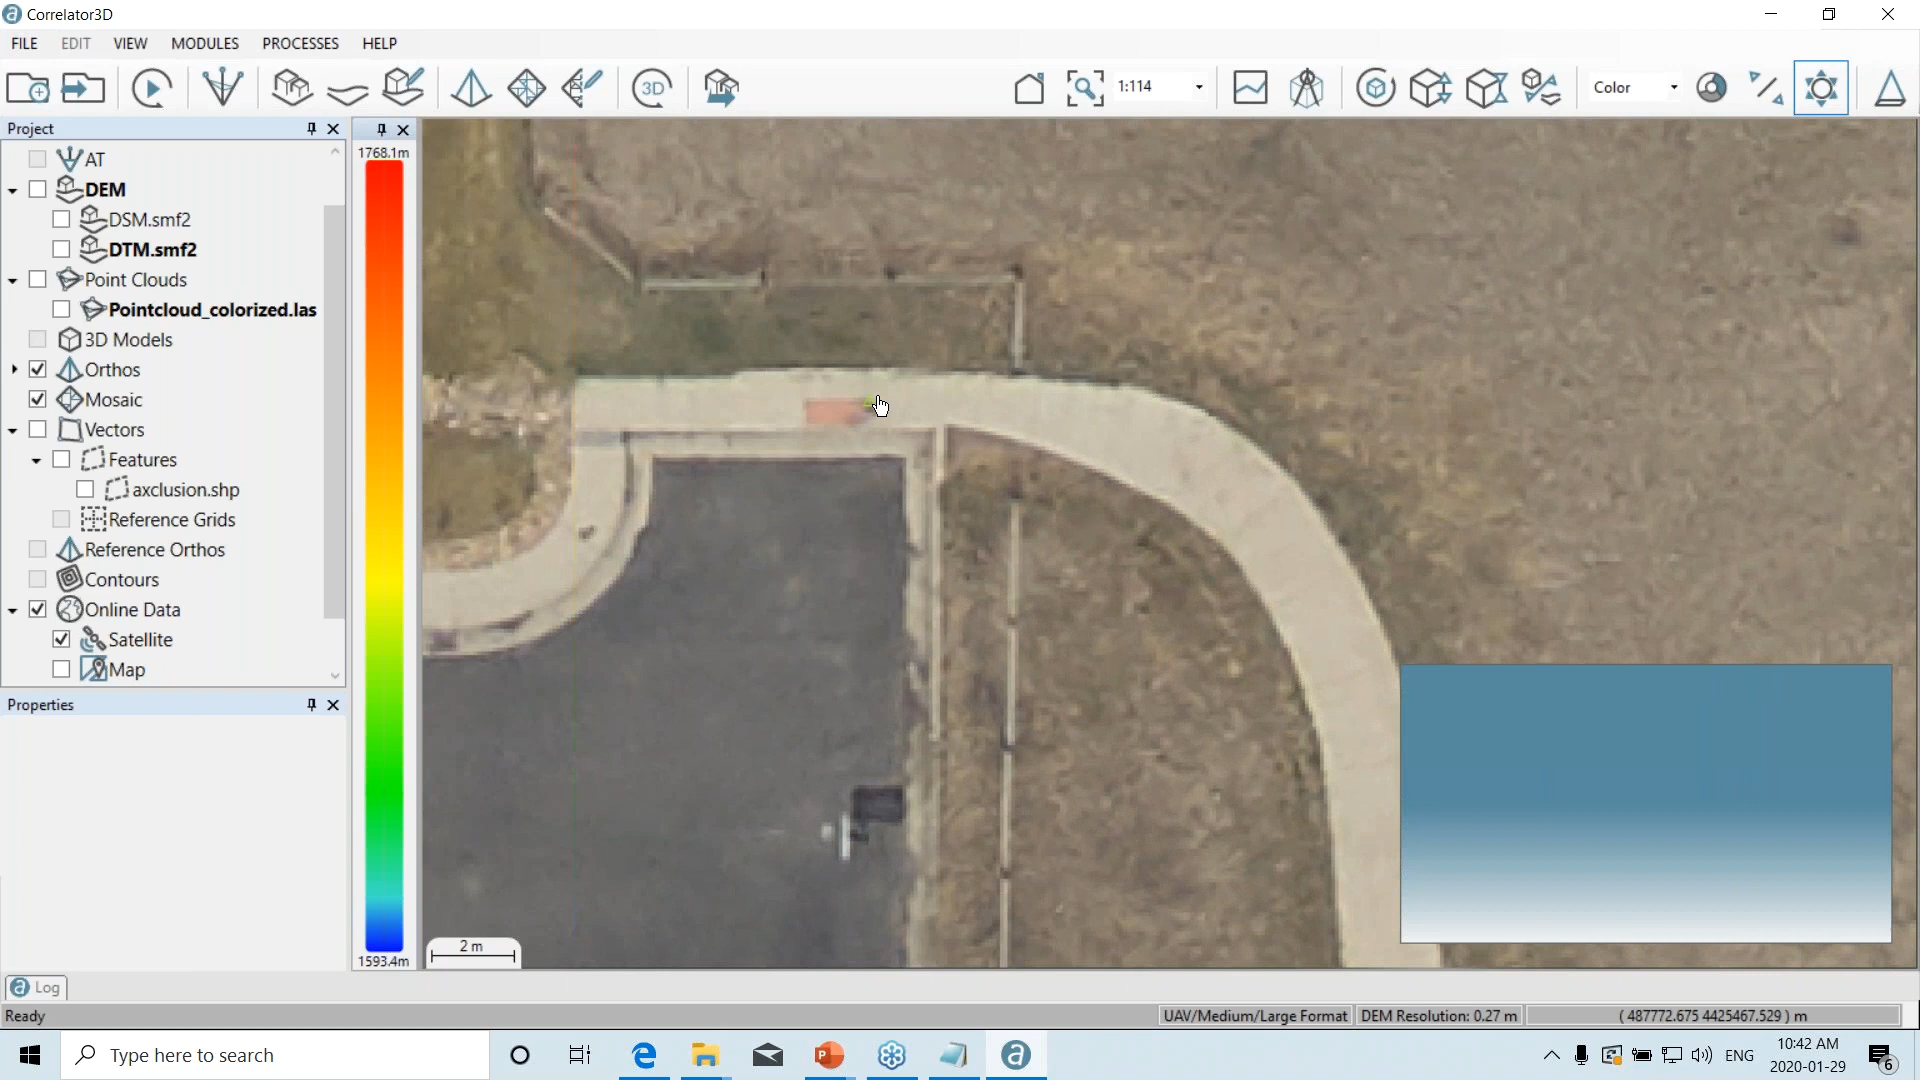 Correlator3D
FILE EDIT VIEW MODULES PROCESSES HELP
3D 1:114 Color
Project
AT
DEM
DSM.smf2
DTM.smf2
Point Clouds
Pointcloud_colorized.las
3D Models
Orthos
Mosaic
Vectors
Features
axclusion.shp
Reference Grids
Reference Orthos
Contours
Online Data
Satellite
Map
Properties
1768.1m
1593.4m
2 m
Log
Ready UAV/Medium/Large Format DEM Resolution: 0.27 m ( 487772.675 4425467.529 ) m
Type here to search ENG 10:42 AM
2020-01-29
6